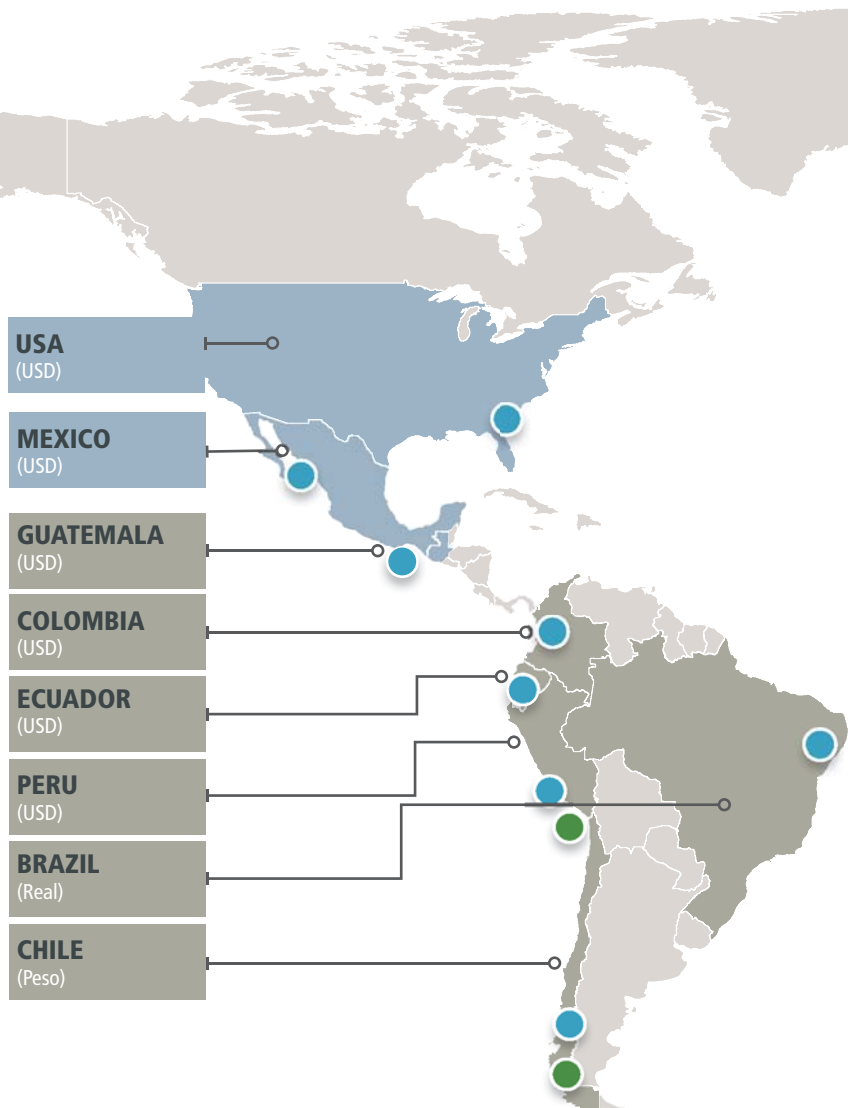 USA
(USD)
MEXICO
(USD)
GUATEMALA
(USD)
COLOMBIA
(USD)
ECUADOR
(USD)
PERU
(USD)
BRAZIL
(Real)
CHILE
(Peso)